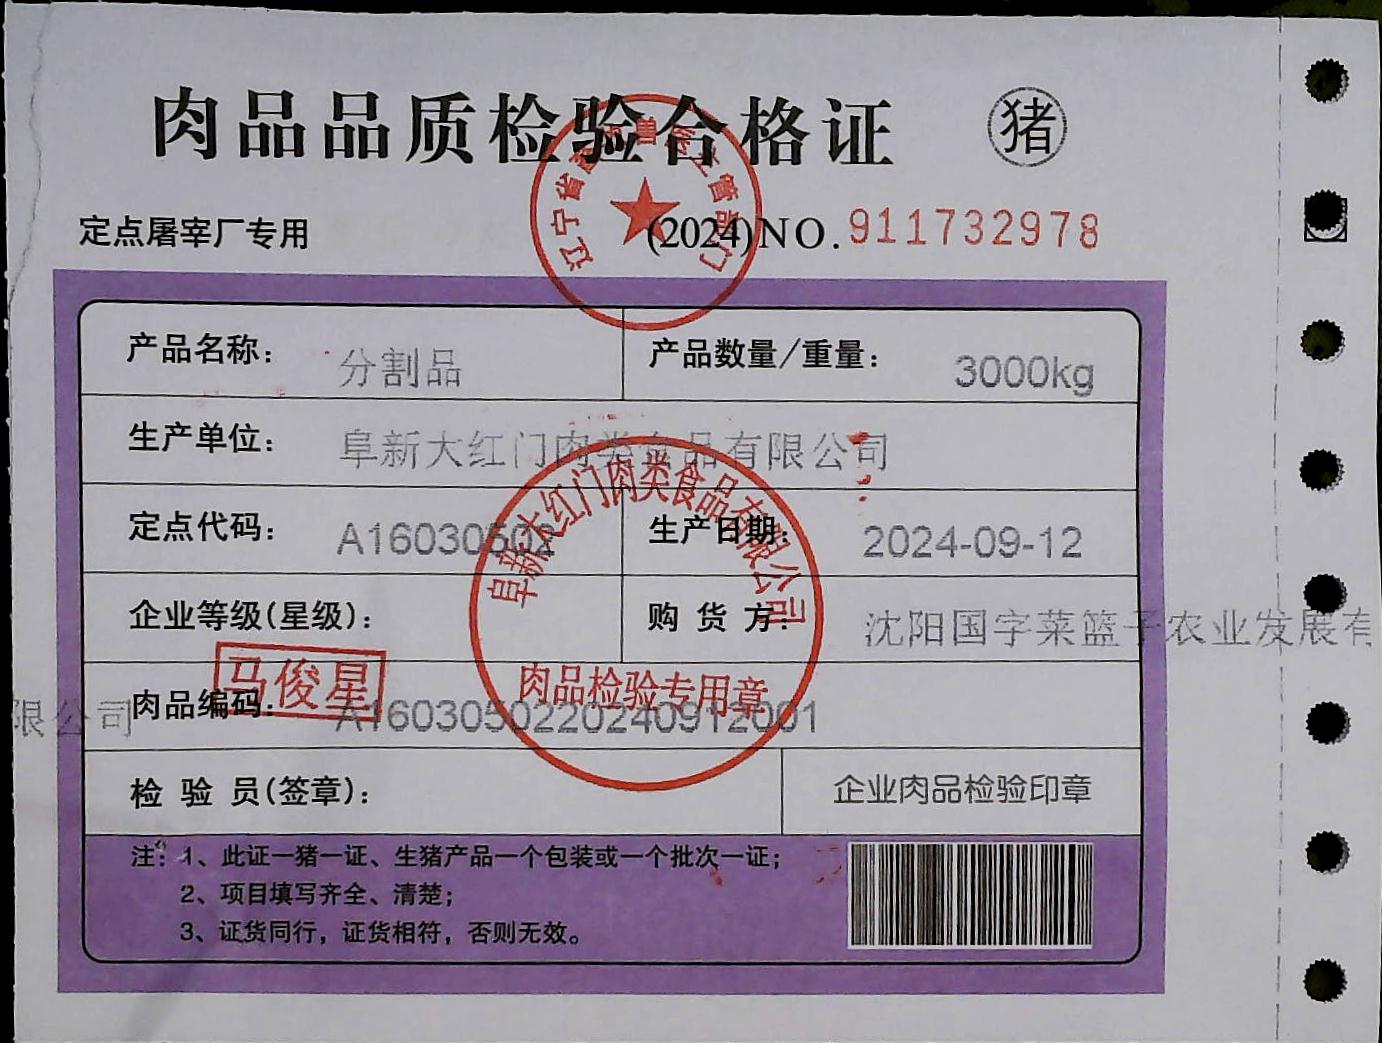 肉品品质检验合格证 猪
定点屠宰厂专用 (2024)NO.911732978
产品名称： 分割品 产品数量/重量： 3000kg
生产单位： 阜新大红门肉类食品有限公司
定点代码： A16030502 生产日期： 2024-09-12
企业等级(星级)： 购货方： 沈阳国字菜篮子农业发展有
限公司
马俊星
肉品编码： A1603050220240912001
检验员(签章)： 企业肉品检验印章
阜新大红门肉类食品有限公司
肉品检验专用章
注：1、此证一猪一证、生猪产品一个包装或一个批次一证；
2、项目填写齐全、清楚；
3、证货同行，证货相符，否则无效。
辽宁省 管部门